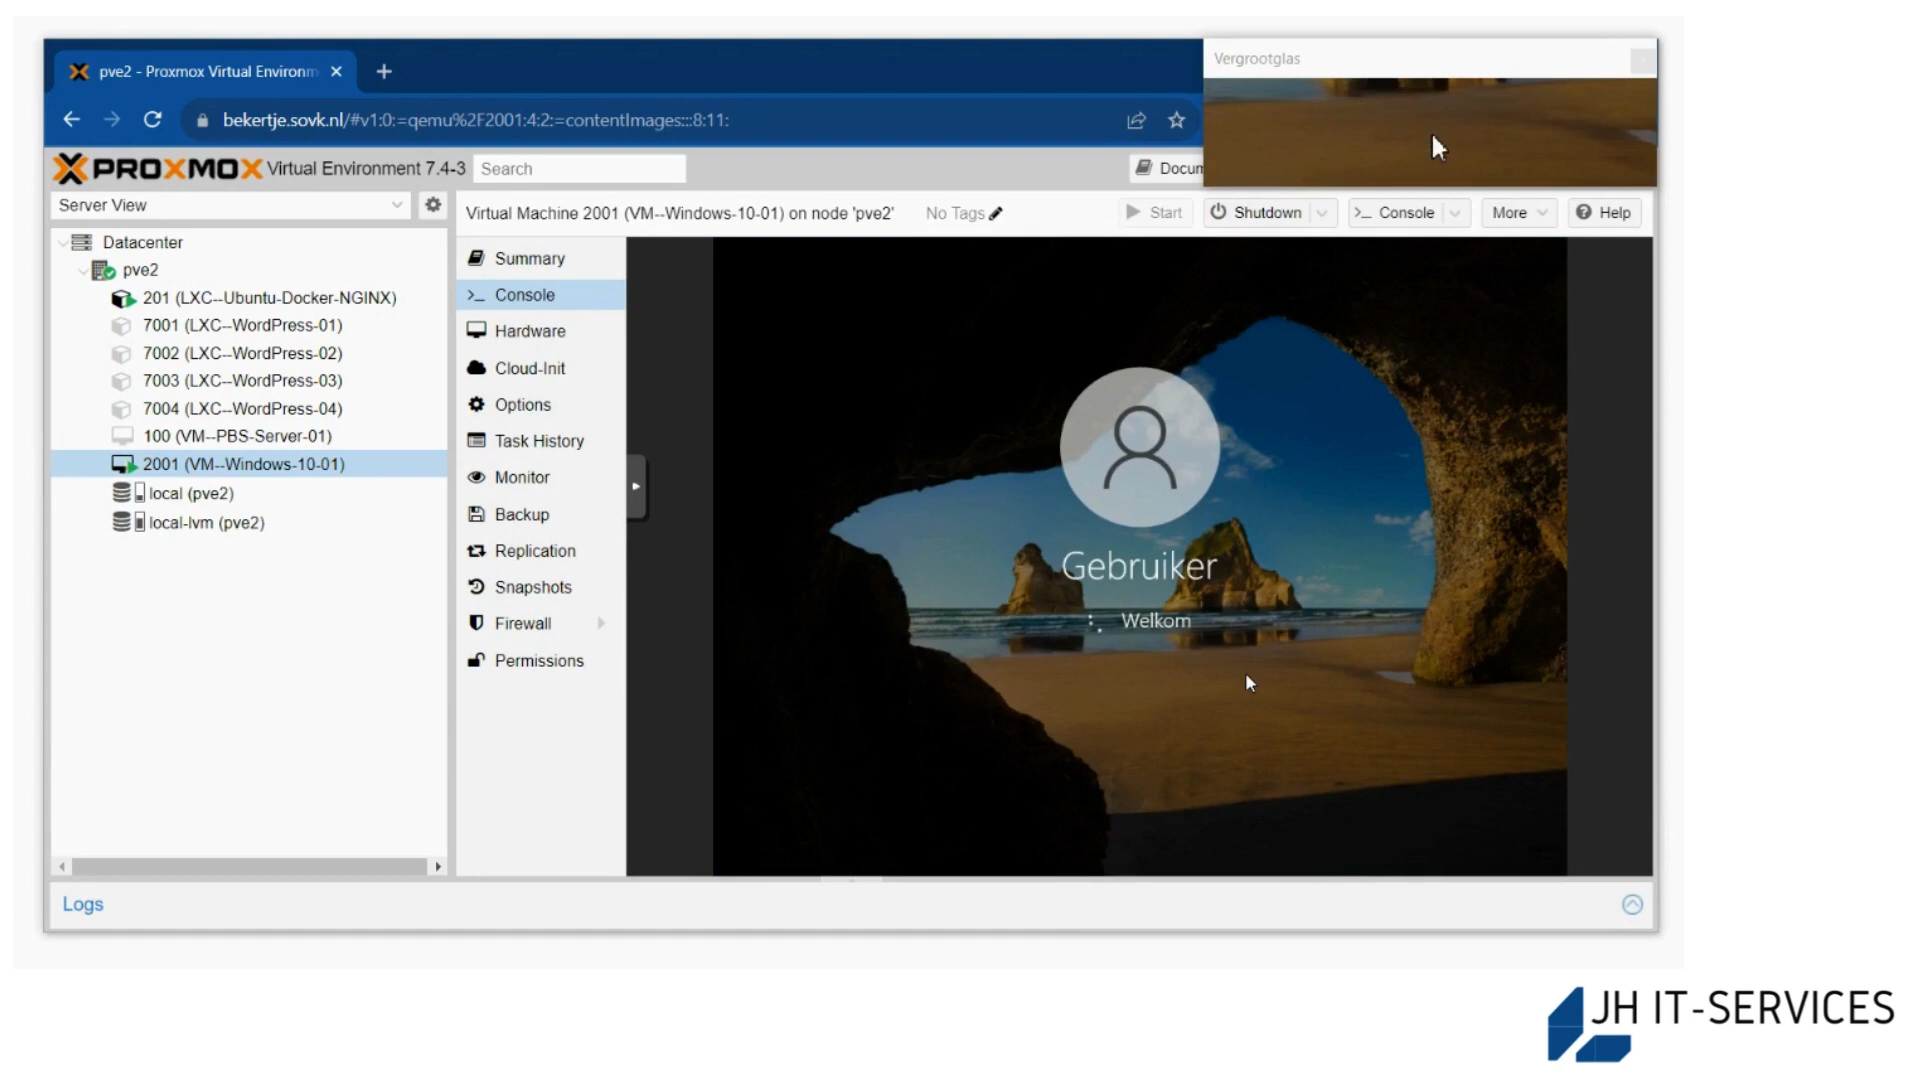 pve2 - Proxmox Virtual Environm
Vergrootglas
bekertje.sovk.nl/#v1:0:=qemu%2F2001:4:2:=contentImages:::8:11:
PROXMOX Virtual Environment 7.4-3 Search
Docum
Server View
Virtual Machine 2001 (VM--Windows-10-01) on node 'pve2' No Tags
Start Shutdown Console More Help
Datacenter
pve2
201 (LXC--Ubuntu-Docker-NGINX)
7001 (LXC--WordPress-01)
7002 (LXC--WordPress-02)
7003 (LXC--WordPress-03)
7004 (LXC--WordPress-04)
100 (VM--PBS-Server-01)
2001 (VM--Windows-10-01)
local (pve2)
local-lvm (pve2)
Summary
Console
Hardware
Cloud-Init
Options
Task History
Monitor
Backup
Replication
Snapshots
Firewall
Permissions
Gebruiker
Welkom
Logs
JH IT-SERVICES